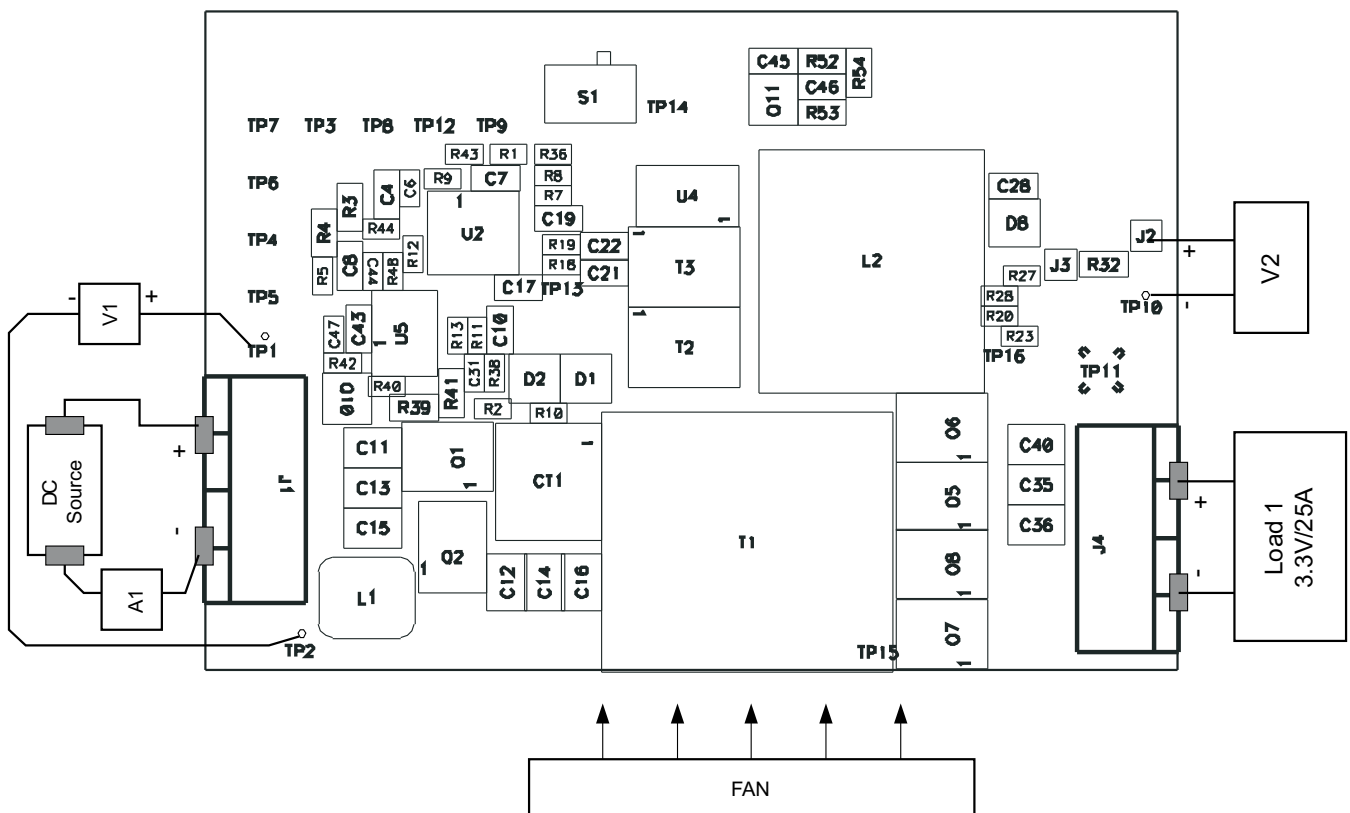 C45
R52
R54
S1
C46
Q11
TP14
R53
TP7
TP3
TP8
TP12
TP9
R43
R1
R36
TP6
C4
C6
R9
C7
R8
R7
U4
1
C28
R3
R4
R44
1
U2
C19
1
D8
J2
+
V2
TP4
R12
R19
C22
T3
L2
J3
R32
R5
C8
C44
R48
R18
C21
R27
C17
TP13
R28
TP10
-
TP5
-
V1
+
C47
C43
1
U5
R13
R11
C10
1
T2
R20
R23
TP1
TP16
R42
C31
R38
D2
D1
TP11
Q10
R40
R41
R39
R2
R10
DC
Source
+
-
J1
C11
Q1
1
CT1
1
Q6
1
C40
C13
C35
Q5
1
C15
C36
Load 1
3.3V/25A
+
-
J4
T1
A1
L1
Q2
1
C12
C14
C16
Q8
1
Q7
1
TP2
TP15
FAN